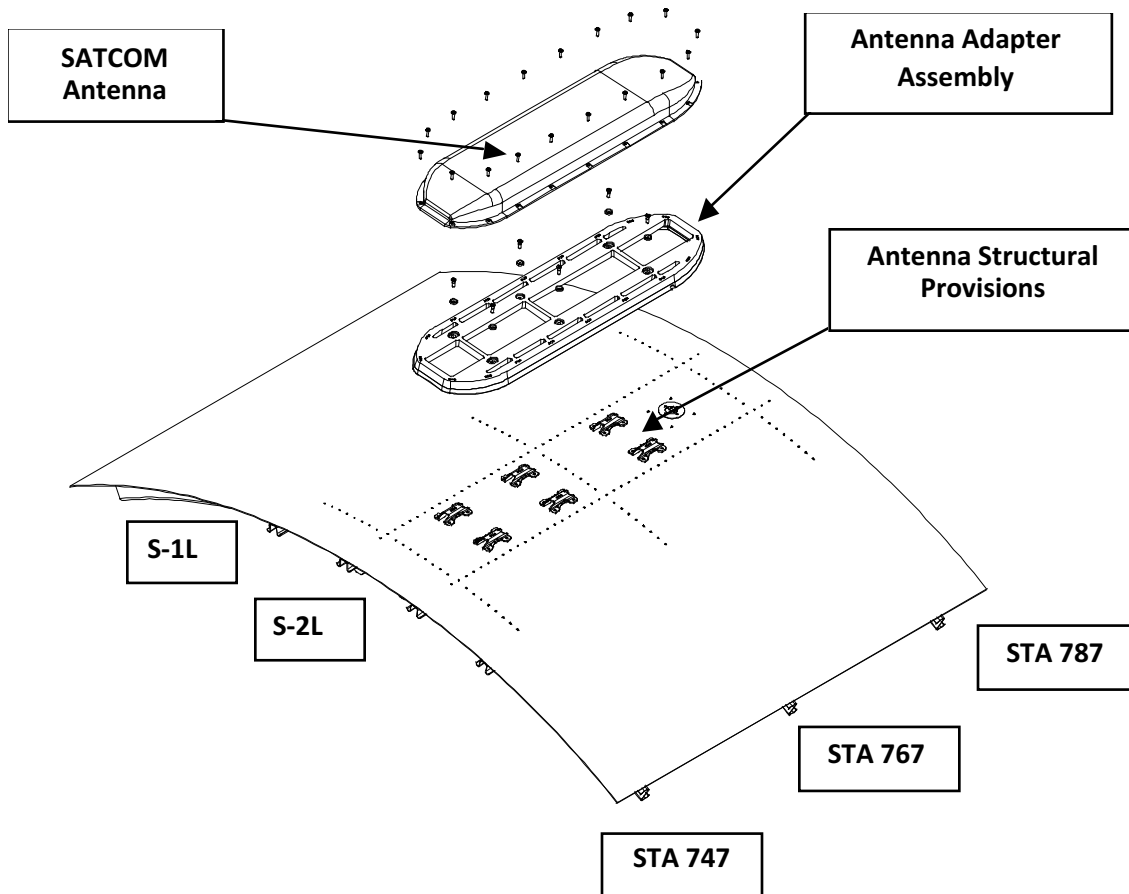 SATCOM
Antenna
Antenna Adapter
Assembly
Antenna Structural
Provisions
S-1L
S-2L
STA 787
STA 767
STA 747